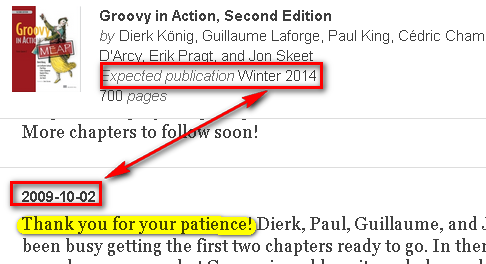 GROOVY
IN ACTION
MEAP
Groovy in Action, Second Edition
by Dierk König, Guillaume Laforge, Paul King, Cédric Cham
D'Arcy, Erik Pragt, and Jon Skeet
Expected publication Winter 2014
700 pages
More chapters to follow soon!
2009-10-02
Thank you for your patience! Dierk, Paul, Guillaume, and J
been busy getting the first two chapters ready to go. In then